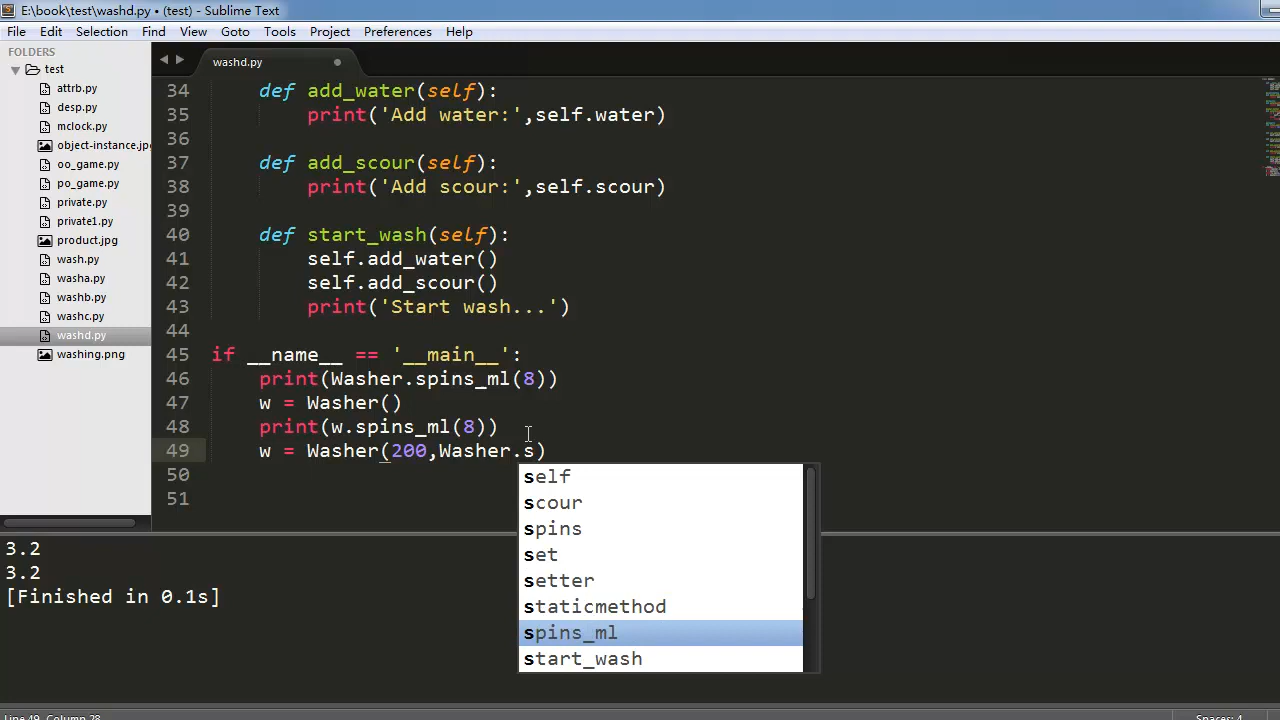 E:\book\test\washd.py • (test) - Sublime Text
File Edit Selection Find View Goto Tools Project Preferences Help
FOLDERS
test
attrb.py
desp.py
mclock.py
object-instance.jp
oo_game.py
po_game.py
private.py
private1.py
product.jpg
wash.py
washa.py
washb.py
washc.py
washd.py
washing.png
washd.py
34 def add_water(self):
35 print('Add water:',self.water)
36
37 def add_scour(self):
38 print('Add scour:',self.scour)
39
40 def start_wash(self):
41 self.add_water()
42 self.add_scour()
43 print('Start wash...')
44
45 if __name__ == '__main__':
46 print(Washer.spins_ml(8))
47 w = Washer()
48 print(w.spins_ml(8))
49 w = Washer(200,Washer.s)
50
51
self
scour
spins
set
setter
staticmethod
spins_ml
start_wash
3.2
3.2
[Finished in 0.1s]
Line 49, Column 28
Spaces: 4